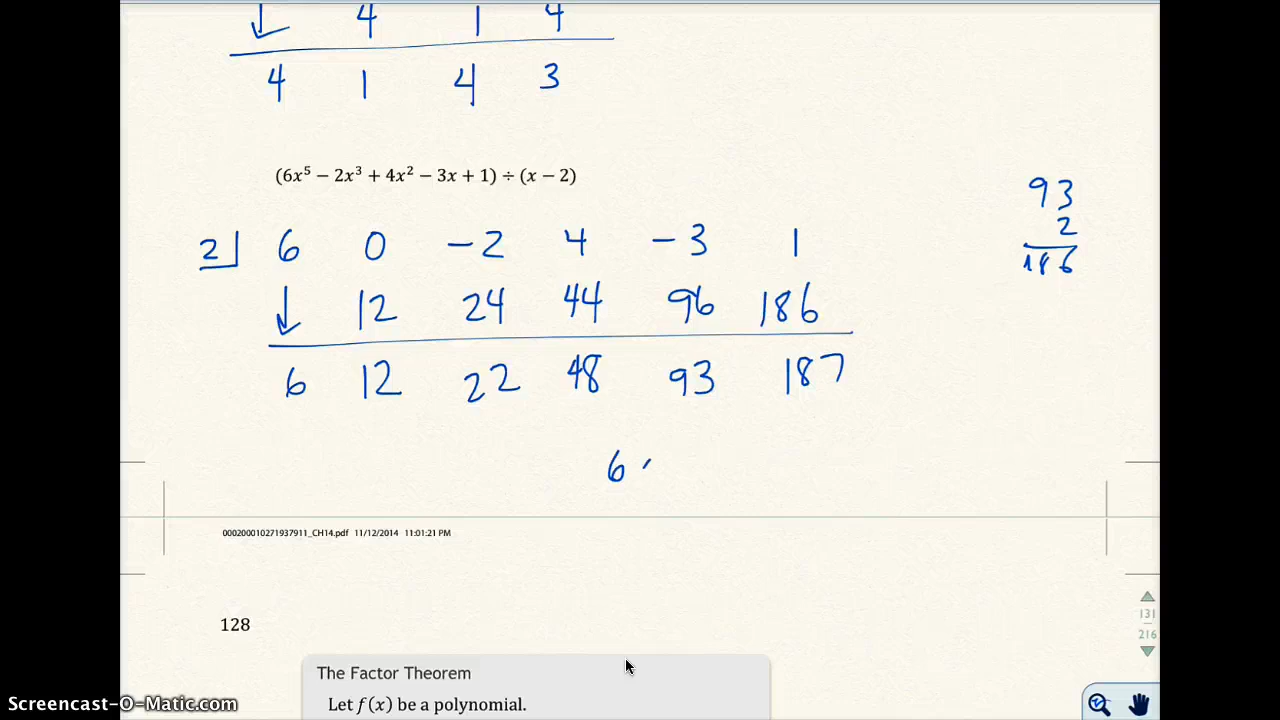 4 1 4
4 1 4 3
(6x⁵ − 2x³ + 4x² − 3x + 1) ÷ (x − 2)
93
2
186
2 6 0 −2 4 −3 1
12 24 44 96 186
6 12 22 48 93 187
6
000200010271937911_CH14.pdf 11/12/2014 11:01:21 PM
128
131
216
The Factor Theorem
Let f(x) be a polynomial.
Screencast-O-Matic.com